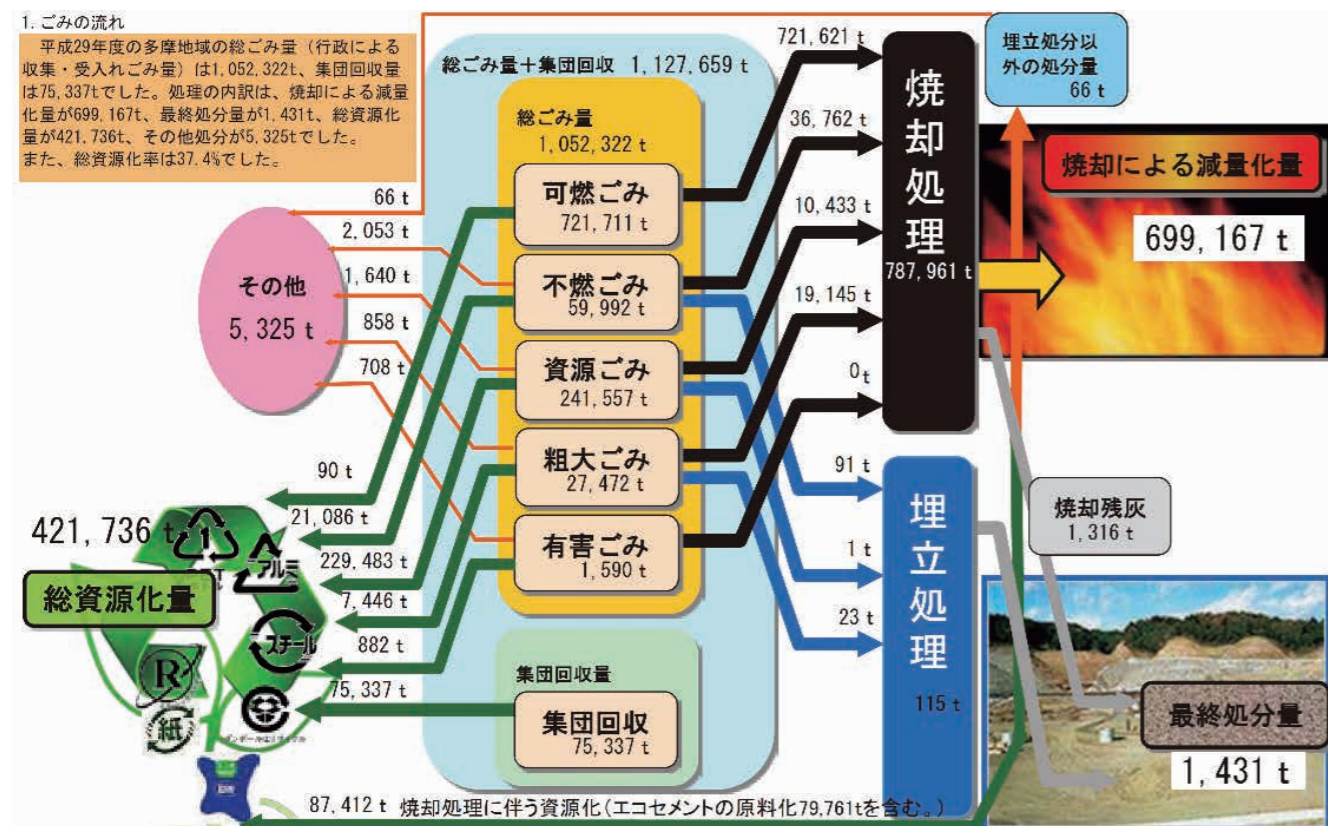 1. ごみの流れ
平成29年度の多摩地域の総ごみ量（行政による
収集・受入れごみ量）は1,052,322t、集団回収量
は75,337tでした。処理の内訳は、焼却による減量
化量が699,167t、最終処分量が1,431t、総資源化
量が421,736t、その他処分が5,325tでした。
また、総資源化率は37.4%でした。
総ごみ量＋集団回収 1,127,659 t
総ごみ量
1,052,322 t
可燃ごみ
721,711 t
不燃ごみ
59,992 t
資源ごみ
241,557 t
粗大ごみ
27,472 t
有害ごみ
1,590 t
集団回収量
集団回収
75,337 t
その他
5,325 t
66 t
2,053 t
1,640 t
858 t
708 t
90 t
21,086 t
229,483 t
7,446 t
882 t
75,337 t
421,736 t
総資源化量
1
アルミ
スチール
R
紙
721,621 t
36,762 t
10,433 t
19,145 t
0t
焼却処理
787,961 t
91 t
1 t
23 t
埋立処理
115 t
埋立処分以
外の処分量
66 t
焼却による減量化量
699,167 t
焼却残灰
1,316 t
最終処分量
1,431 t
87,412 t 焼却処理に伴う資源化（エコセメントの原料化79,761tを含む。）